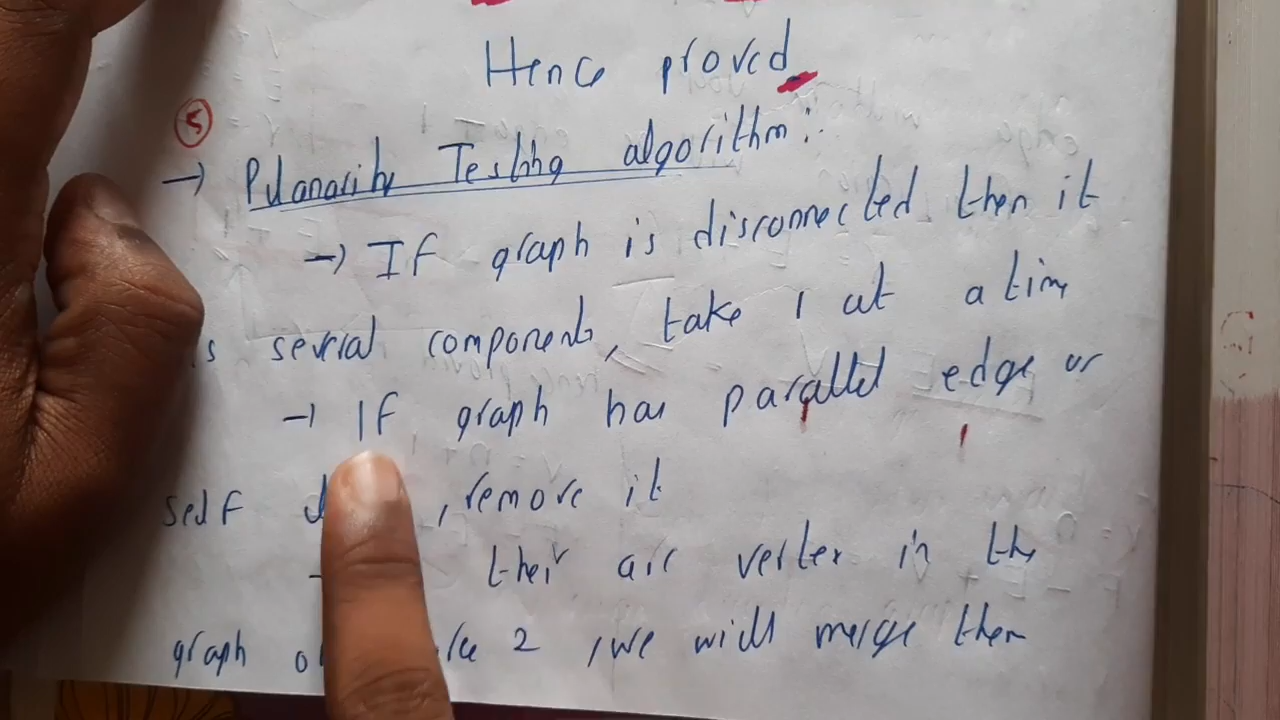 Hence proved
5
→ Planarity Testing algorithm:
→ If graph is disconnected then it
is several components, take 1 at a time
→ If graph has parallel edge or
self , remove it
their are vertex in the
graph 2, we will merge them